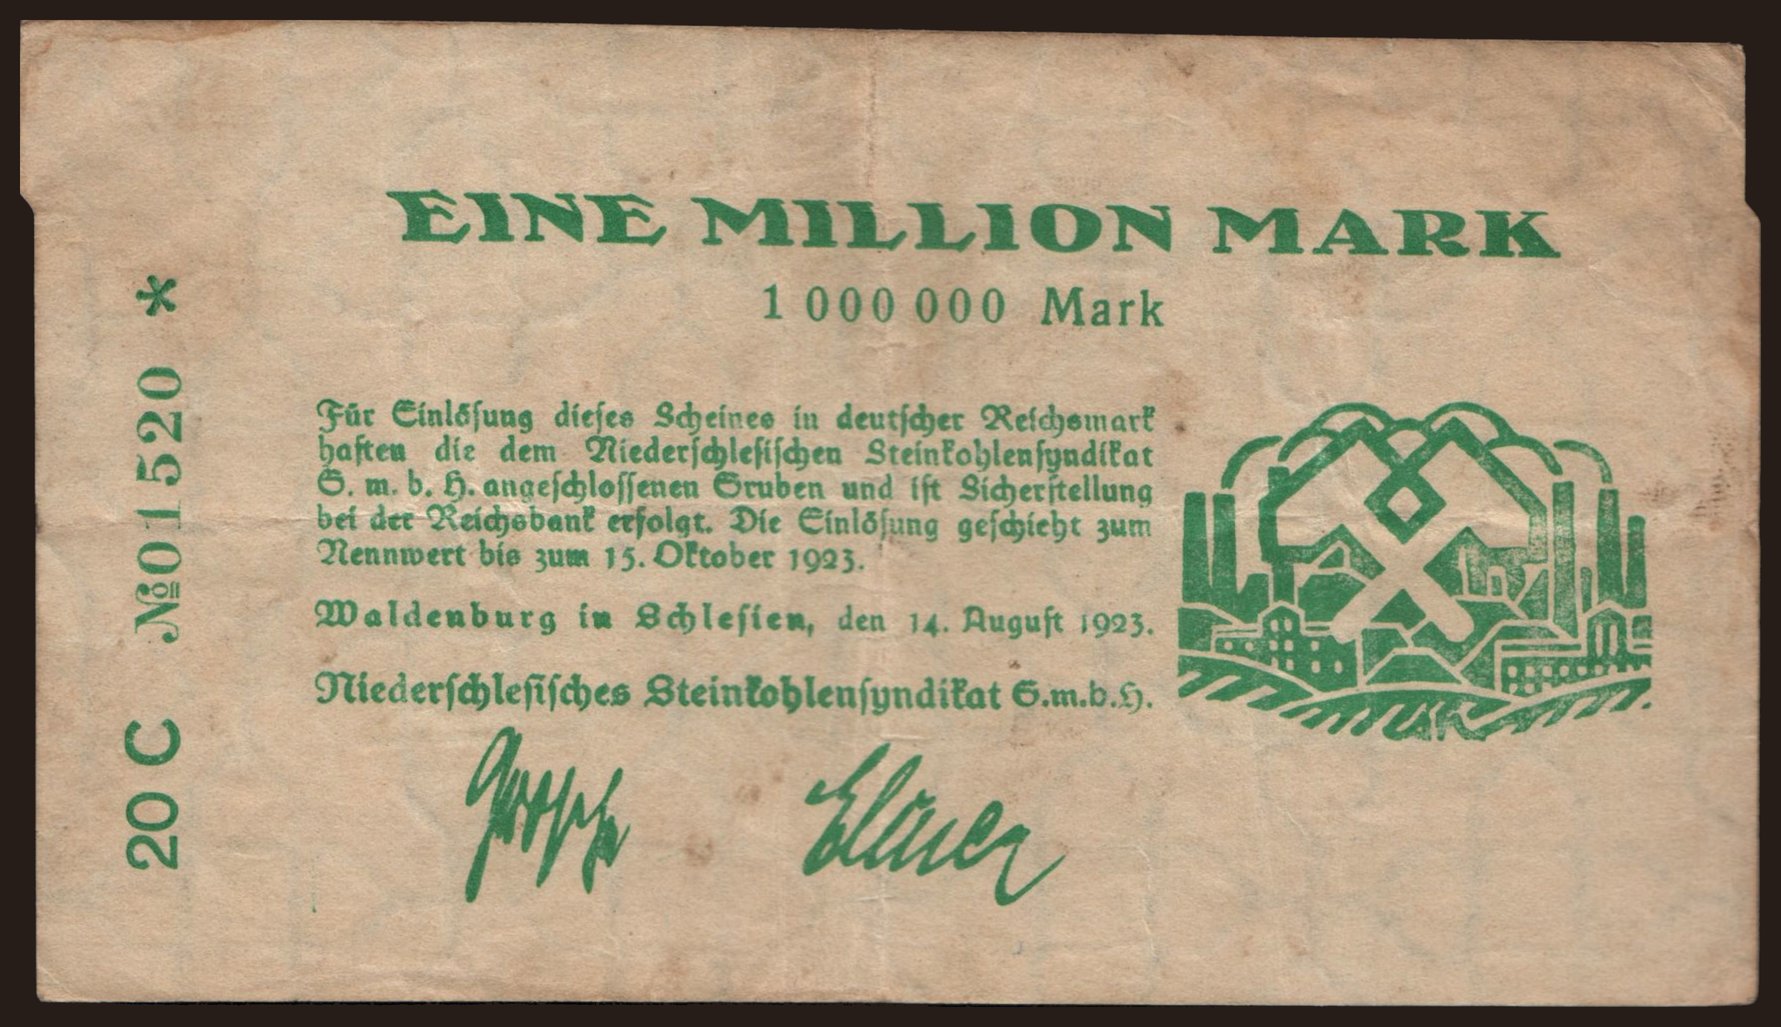 EINE MILLION MARK
1 000 000 Mark
Für Einlösung dieses Scheines in deutscher Reichsmark
haften die dem Niederschlesischen Steinkohlensyndikat
G. m. b. H. angeschlossenen Gruben und ist Sicherstellung
bei der Reichsbank erfolgt. Die Einlösung geschieht zum
Nennwert bis zum 15. Oktober 1923.
Waldenburg in Schlesien, den 14. August 1923.
Niederschlesisches Steinkohlensyndikat G.m.b.H.
20 C №01520 *